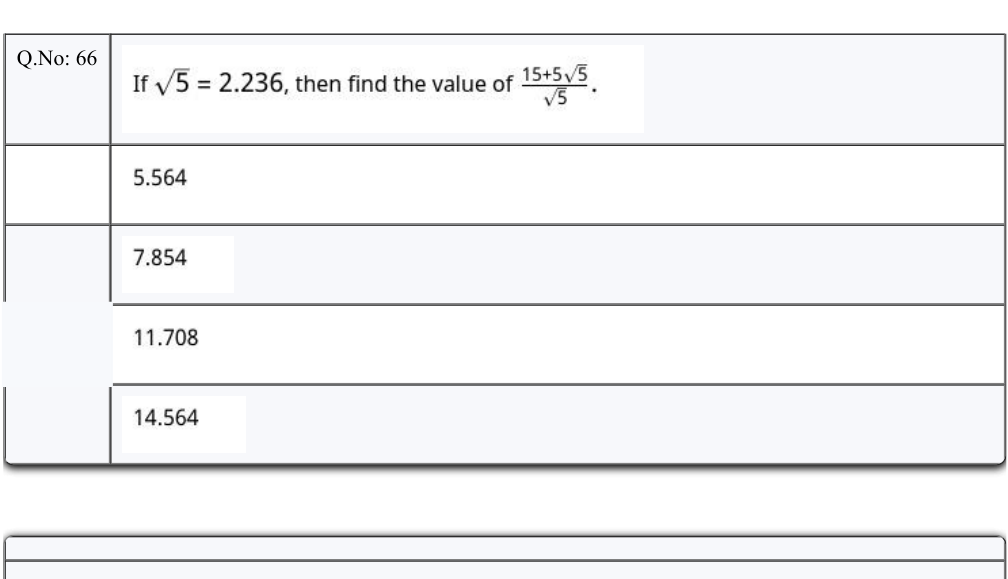 Q.No: 66
If √5 = 2.236, then find the value of (15+5√5)/√5.
5.564
7.854
11.708
14.564